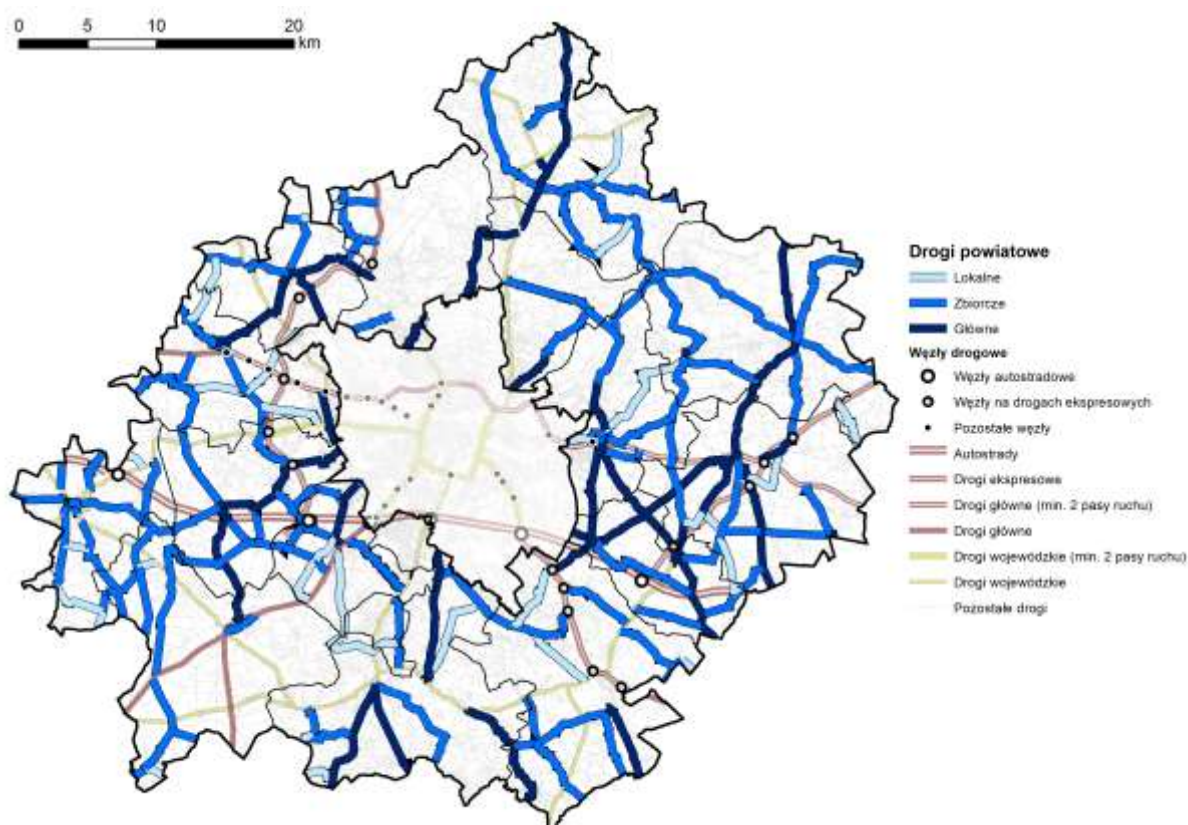 0 5 10 20
km
Drogi powiatowe
Lokalne
Zbiorcze
Główne
Węzły drogowe
Węzły autostradowe
Węzły na drogach ekspresowych
Pozostałe węzły
Autostrady
Drogi ekspresowe
Drogi główne (min. 2 pasy ruchu)
Drogi główne
Drogi wojewódzkie (min. 2 pasy ruchu)
Drogi wojewódzkie
Pozostałe drogi